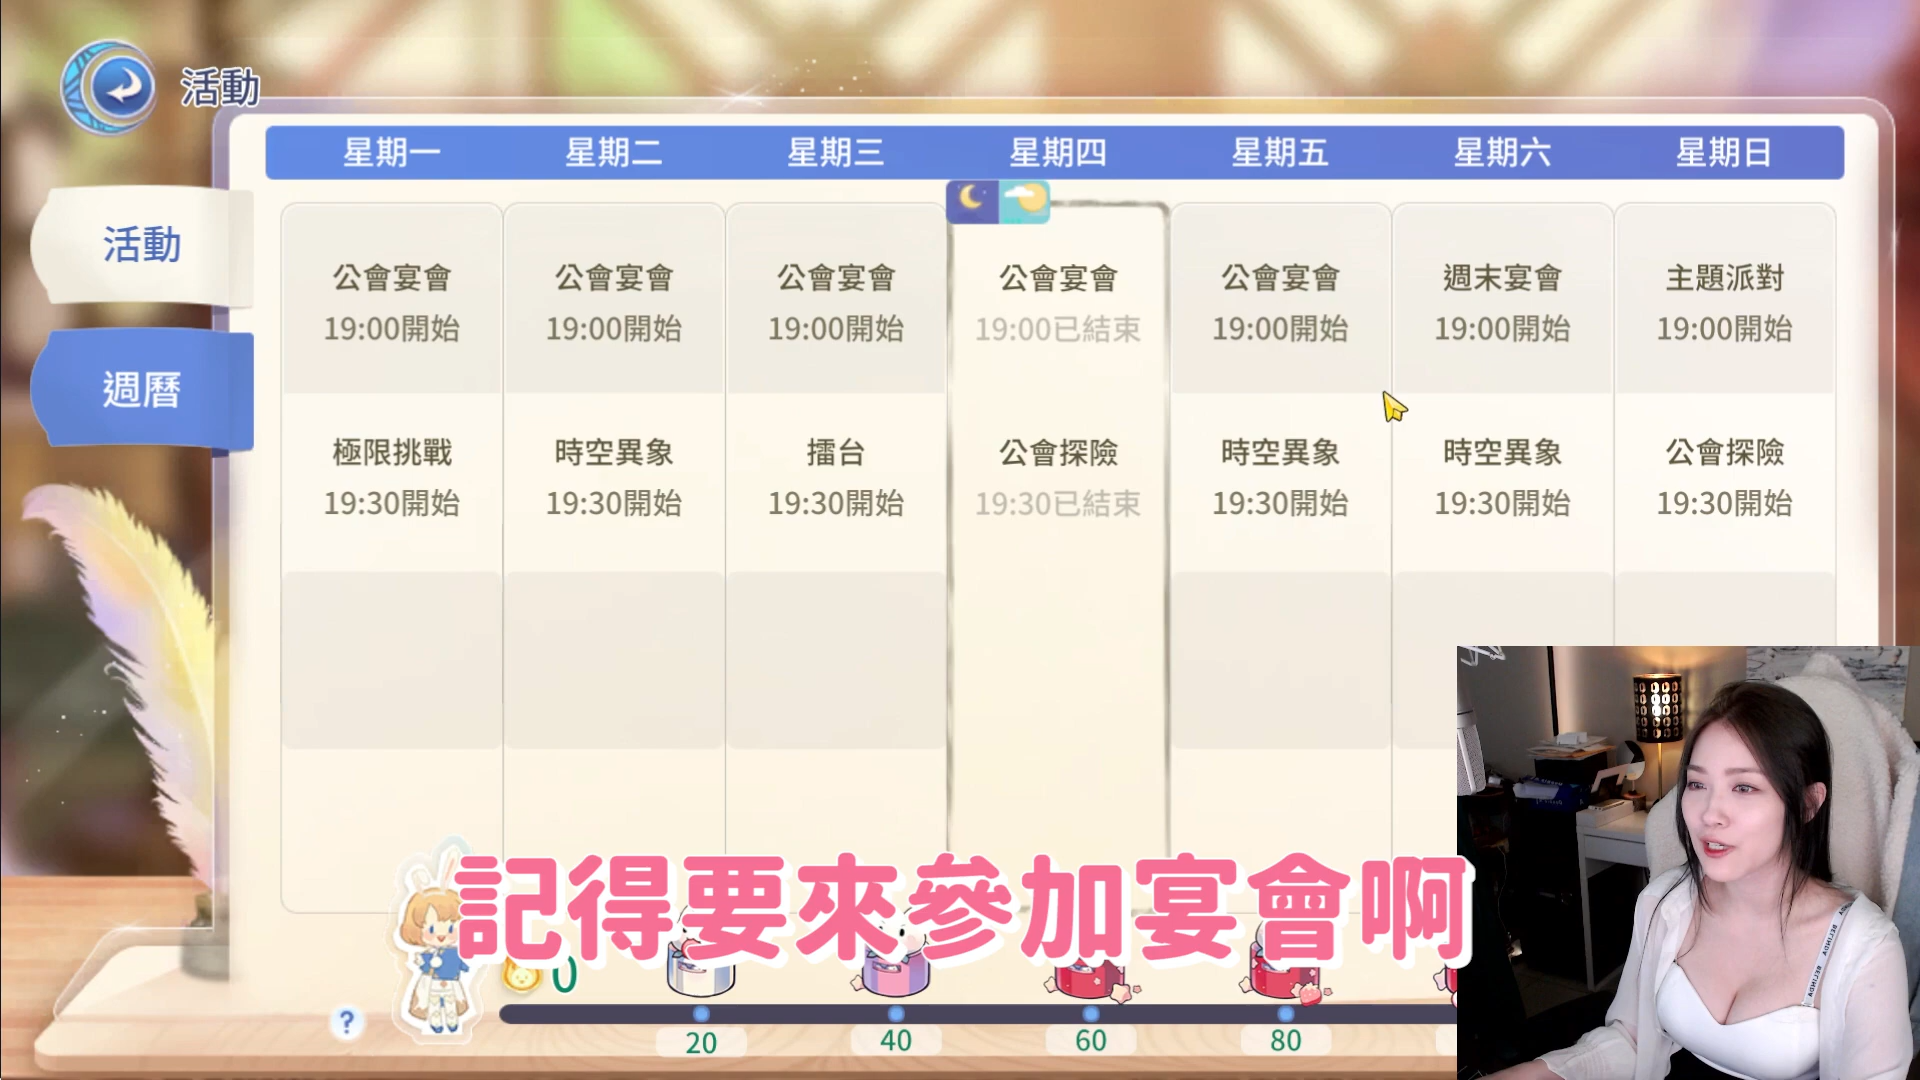 活動
星期一 星期二 星期三 星期四 星期五 星期六 星期日
活動
週曆
公會宴會 公會宴會 公會宴會 公會宴會 公會宴會 週末宴會 主題派對
19:00開始 19:00開始 19:00開始 19:00已結束 19:00開始 19:00開始 19:00開始
極限挑戰 時空異象 擂台 公會探險 時空異象 時空異象 公會探險
19:30開始 19:30開始 19:30開始 19:30已結束 19:30開始 19:30開始 19:30開始
記得要來參加宴會啊
0
?
20 40 60 80
BELINDA
BELINDA